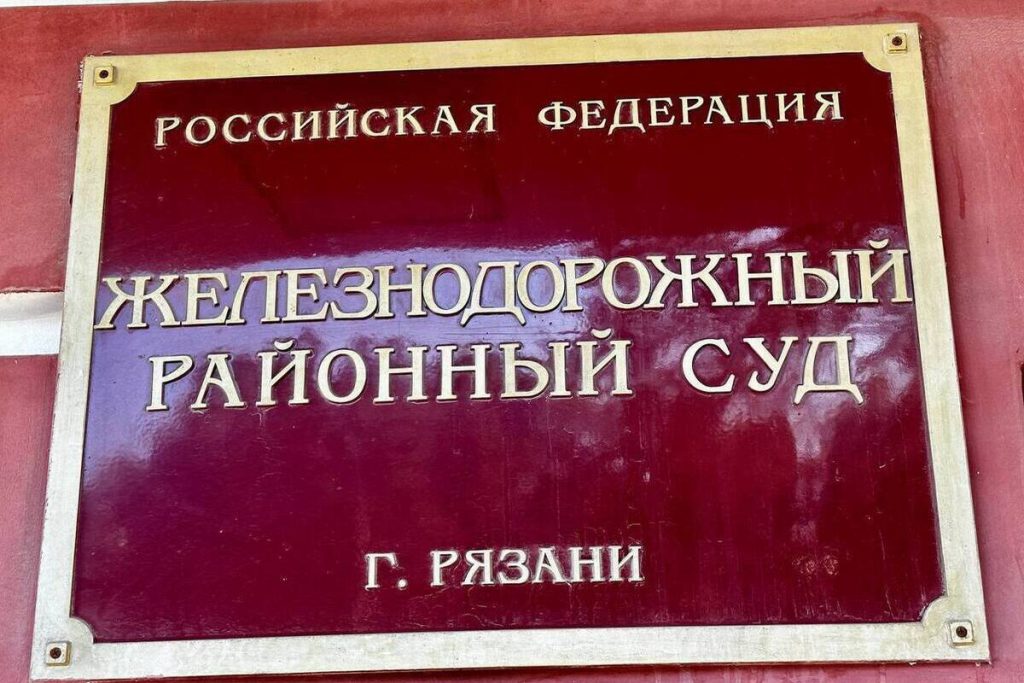 РОССИЙСКАЯ ФЕДЕРАЦИЯ
ЖЕЛЕЗНОДОРОЖНЫЙ
РАЙОННЫЙ СУД
Г. РЯЗАНИ